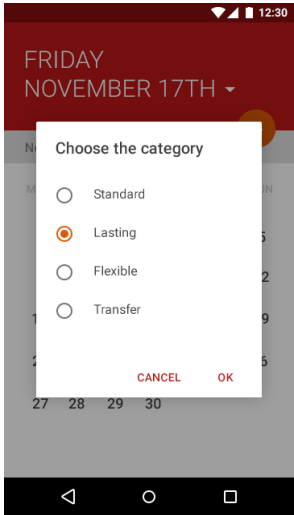 12:30
FRIDAY
NOVEMBER 17TH
Choose the category
Standard
Lasting
Flexible
Transfer
CANCEL
OK
27 28 29 30